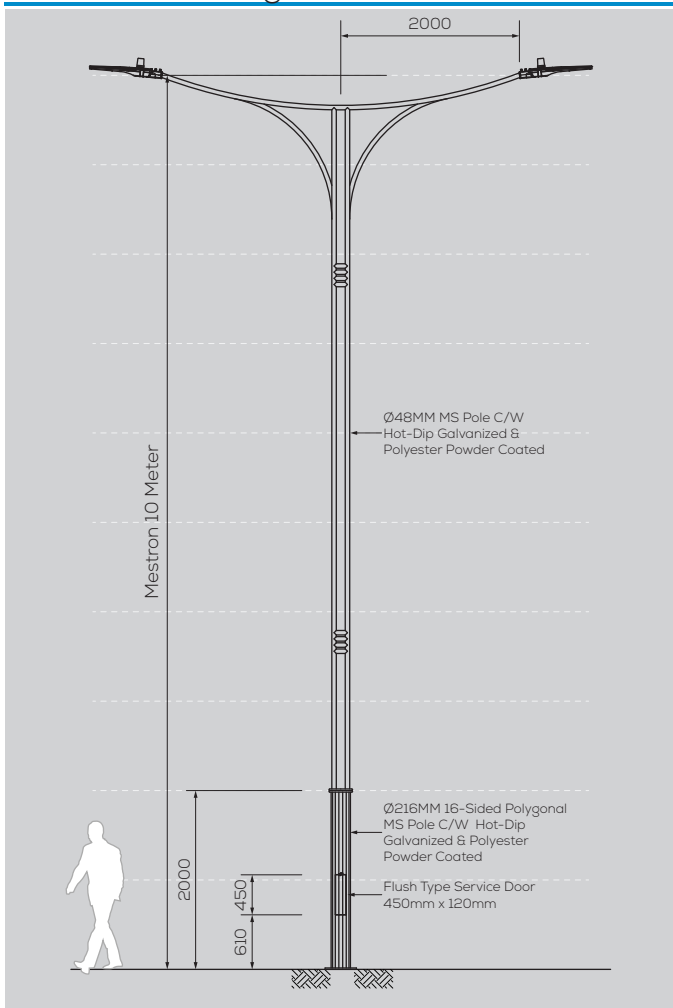 2000
Ø48MM MS Pole C/W
Hot-Dip Galvanized &
Polyester Powder Coated
Mestron 10 Meter
Ø216MM 16-Sided Polygonal
MS Pole C/W Hot-Dip
Galvanized & Polyester
Powder Coated
2000
450
Flush Type Service Door
450mm x 120mm
610